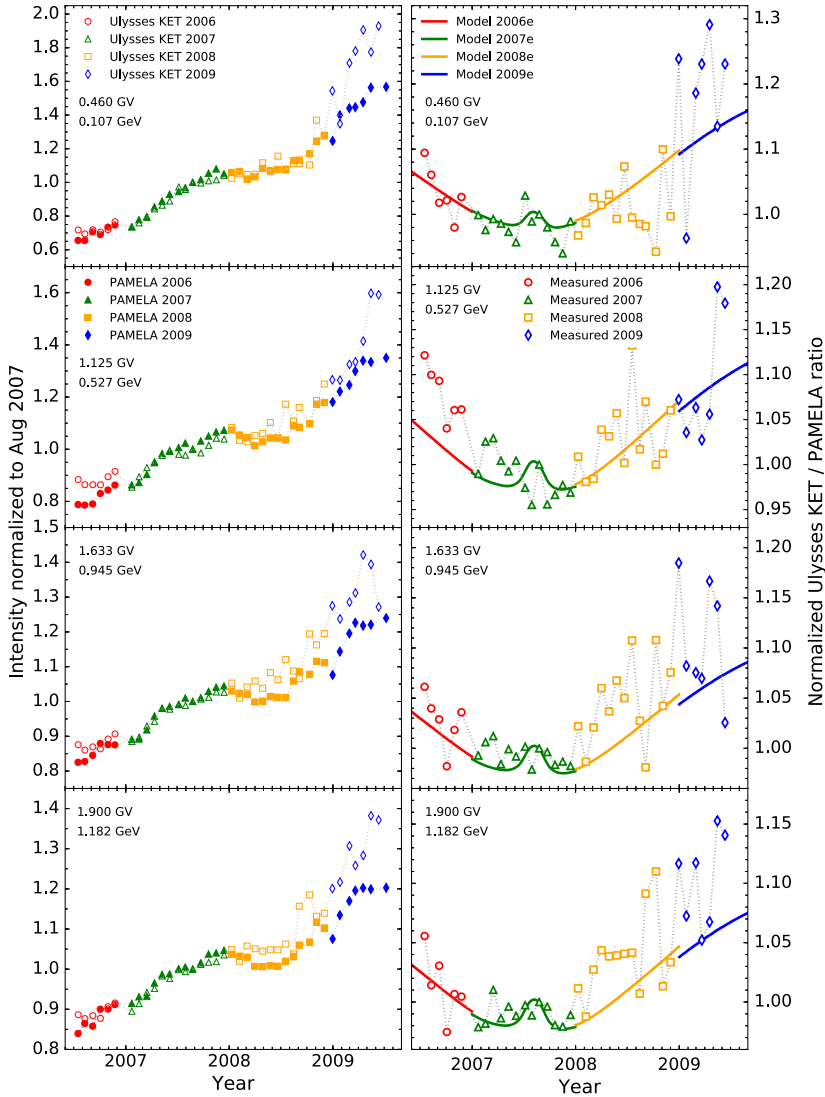 Intensity normalized to Aug 2007
2.0
1.8
1.6
1.4
1.2
1.0
0.8
0.6
Ulysses KET 2006
Ulysses KET 2007
Ulysses KET 2008
Ulysses KET 2009
0.460 GV
0.107 GeV
Model 2006e
Model 2007e
Model 2008e
Model 2009e
0.460 GV
0.107 GeV
1.3
1.2
1.1
1.0
1.6
1.4
1.2
1.0
0.8
PAMELA 2006
PAMELA 2007
PAMELA 2008
PAMELA 2009
1.125 GV
0.527 GeV
1.125 GV
0.527 GeV
Measured 2006
Measured 2007
Measured 2008
Measured 2009
1.20
1.15
1.10
1.05
1.00
0.95
1.5
1.4
1.3
1.2
1.1
1.0
0.9
0.8
1.633 GV
0.945 GeV
1.633 GV
0.945 GeV
1.20
1.15
1.10
1.05
1.00
1.4
1.3
1.2
1.1
1.0
0.9
0.8
1.900 GV
1.182 GeV
1.900 GV
1.182 GeV
1.15
1.10
1.05
1.00
2007
2008
2009
Year
2007
2008
2009
Year
Normalized Ulysses KET / PAMELA ratio